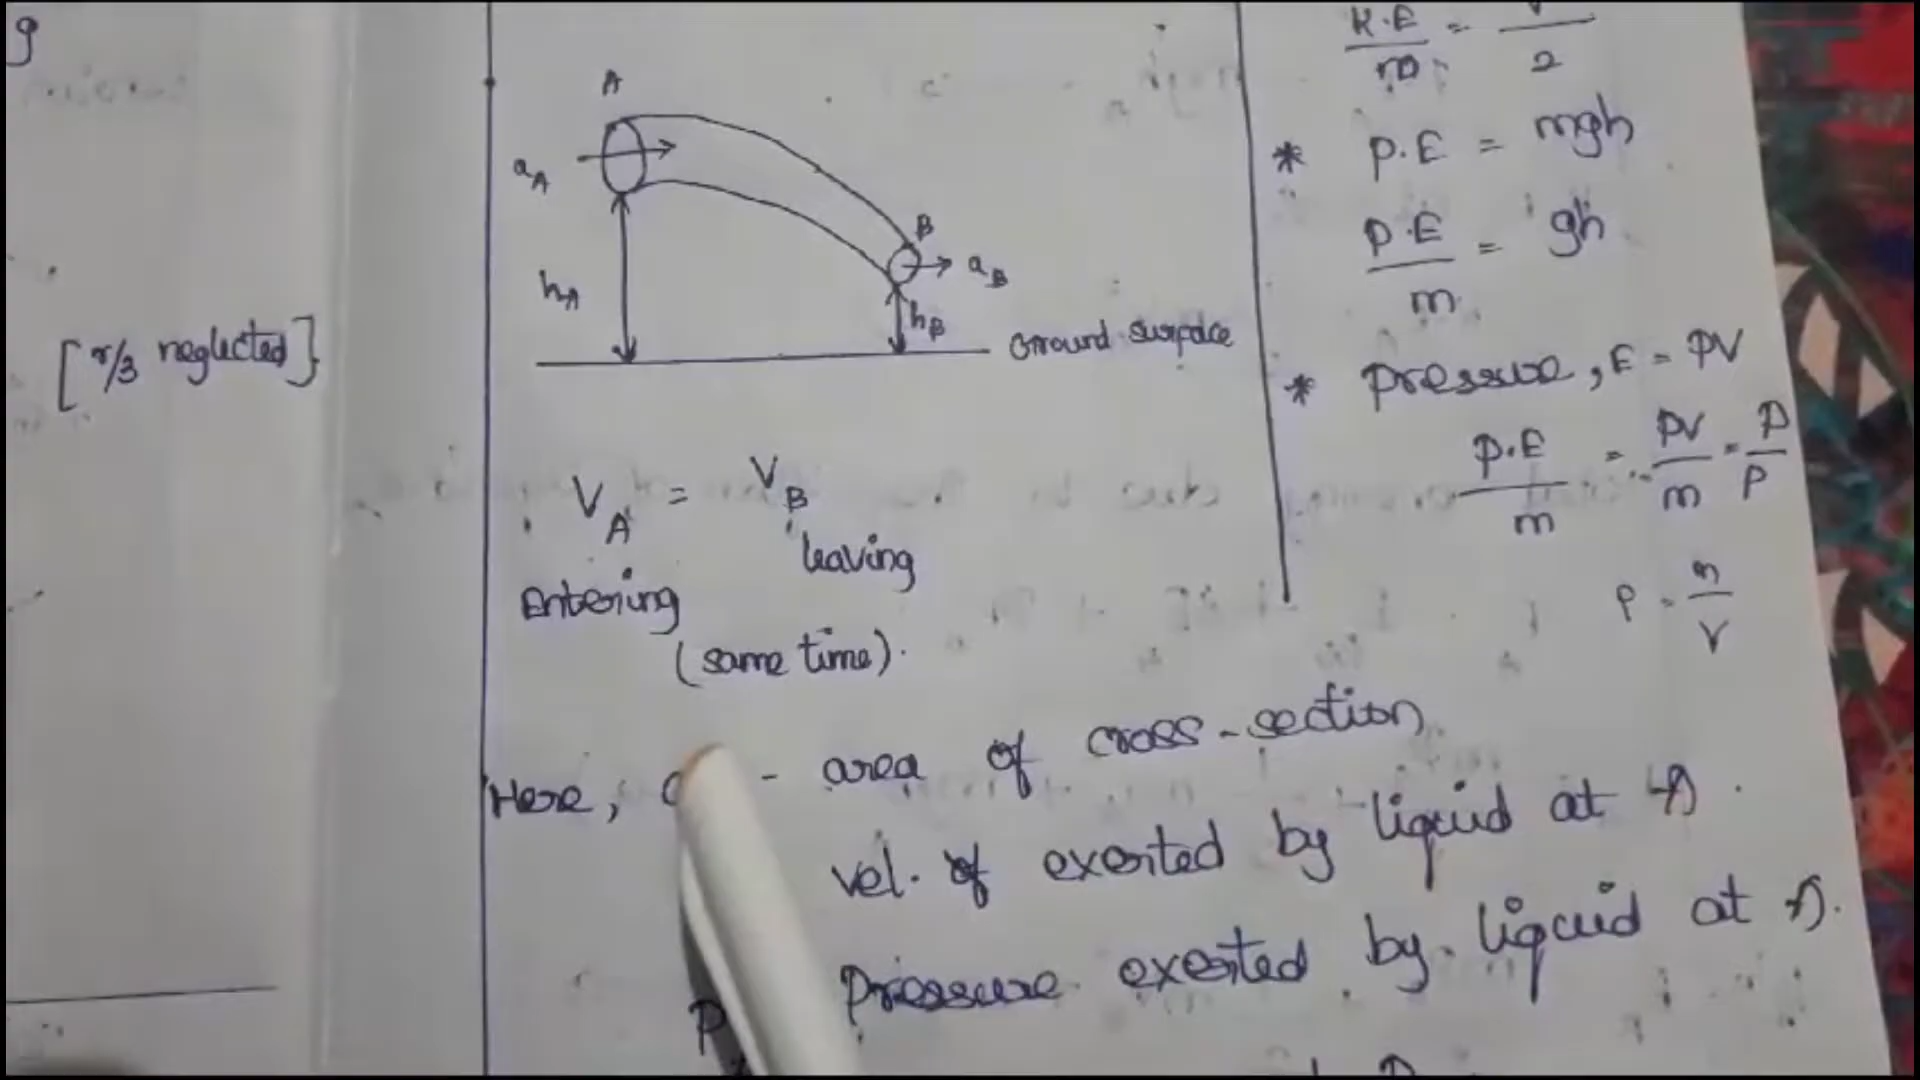 g
[r/3 neglected]
A
aA
hA
B
aB
hB
Ground surface
VA = VB
Entering
leaving
(same time).
Here, a - area of cross-section
vel. of exerted by liquid at A.
P
Pressure exerted by liquid at A.
K.E/m = /2
* P.E = mgh
P.E/m = gh
* Pressure, E = PV
P.E/m = PV/m = P/ρ
ρ = m/V